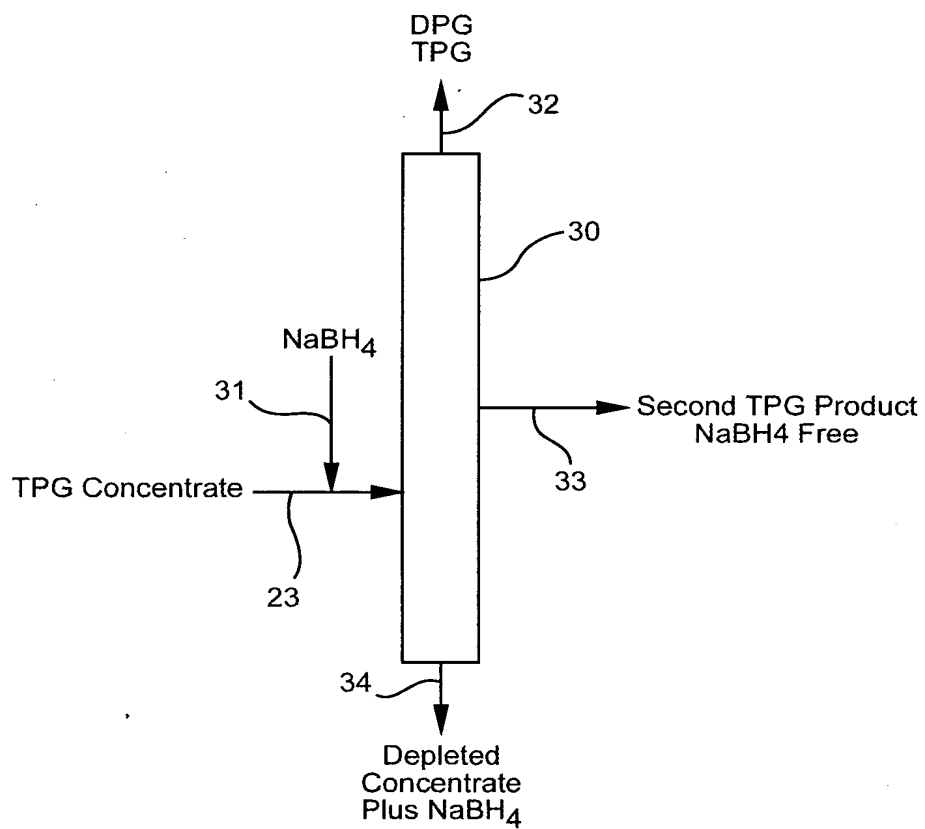 DPG
TPG
32
30
NaBH4
31
Second TPG Product
NaBH4 Free
TPG Concentrate
33
23
34
Depleted
Concentrate
Plus NaBH4